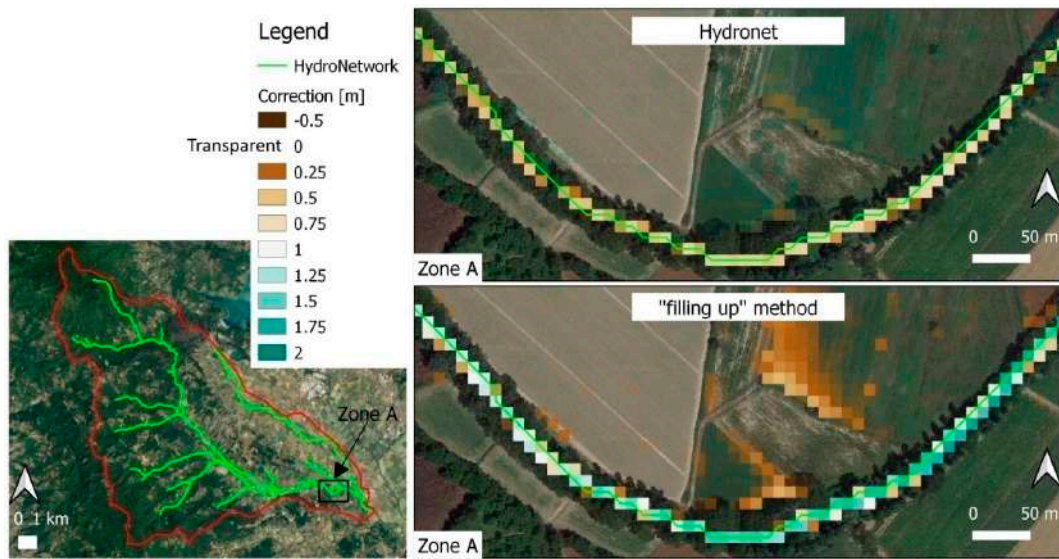 Legend
HydroNetwork
Correction [m]
-0.5
Transparent 0
0.25
0.5
0.75
1
1.25
1.5
1.75
2
Zone A
0 1 km
Hydronet
Zone A
0 50 m
"filling up" method
Zone A
0 50 m